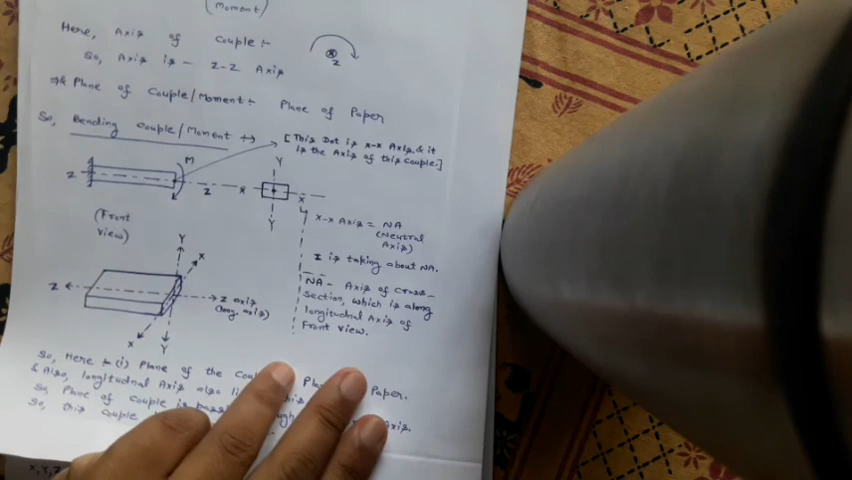 (Moment)
Here, Axis of Couple :-
So, Axis is - Z-Z Axis
Z
Plane of Couple/Moment :- Plane of Paper
So, Bending Couple/Moment →
[This Dot is x-x Axis, & it
is the Axis of this Couple.]
M
Z
Z
Y
X
X
Y
(Front
View)
X-X Axis = NA
(Neutral
Axis)
I is taking about NA.
NA - Axis of Cross-
Section, which is along
longitudnal Axis of
Front View.
Y
X
Z
Z axis
(long. axis)
X
Y
So, Here :- (i) Plane of the Paper.
& Also, longitudnal Axis also
So, Plane of Couple is
So, this Couple
X, Y, Z